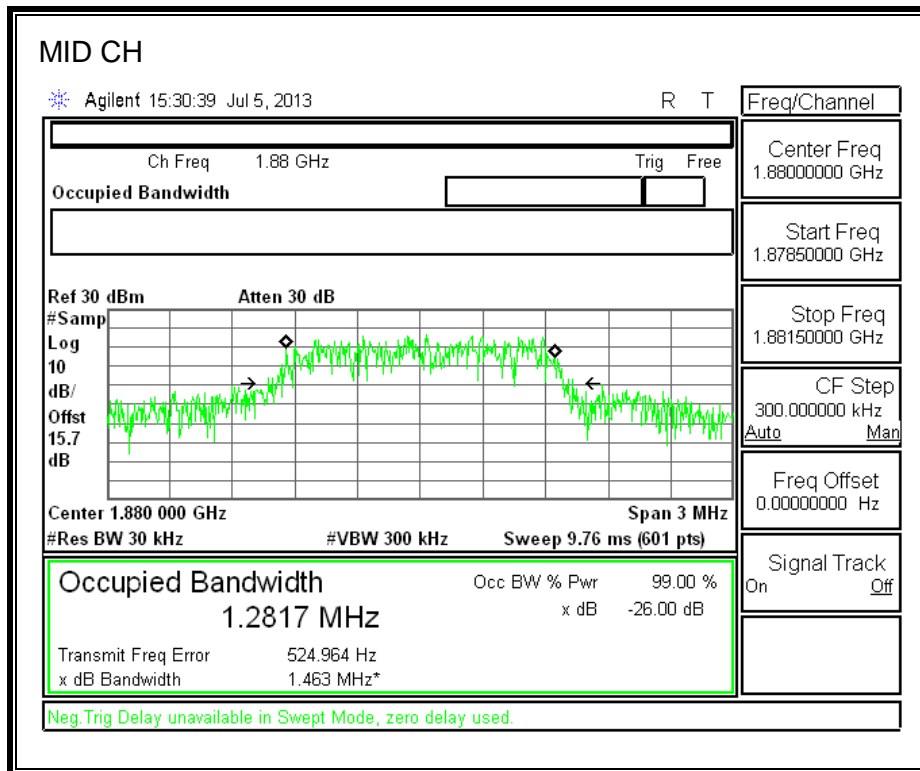 MID CH
Agilent 15:30:39 Jul 5, 2013 R T
Freq/Channel
Ch Freq 1.88 GHz Trig Free
Occupied Bandwidth
Center Freq
1.88000000 GHz
Start Freq
1.87850000 GHz
Stop Freq
1.88150000 GHz
CF Step
300.000000 kHz
Auto Man
Freq Offset
0.00000000 Hz
Signal Track
On Off
Ref 30 dBm Atten 30 dB
#Samp
Log
10
dB/
Offst
15.7
dB
Center 1.880 000 GHz Span 3 MHz
#Res BW 30 kHz #VBW 300 kHz Sweep 9.76 ms (601 pts)
Occupied Bandwidth Occ BW % Pwr 99.00 %
1.2817 MHz x dB -26.00 dB
Transmit Freq Error 524.964 Hz
x dB Bandwidth 1.463 MHz*
Neg.Trig Delay unavailable in Swept Mode, zero delay used.